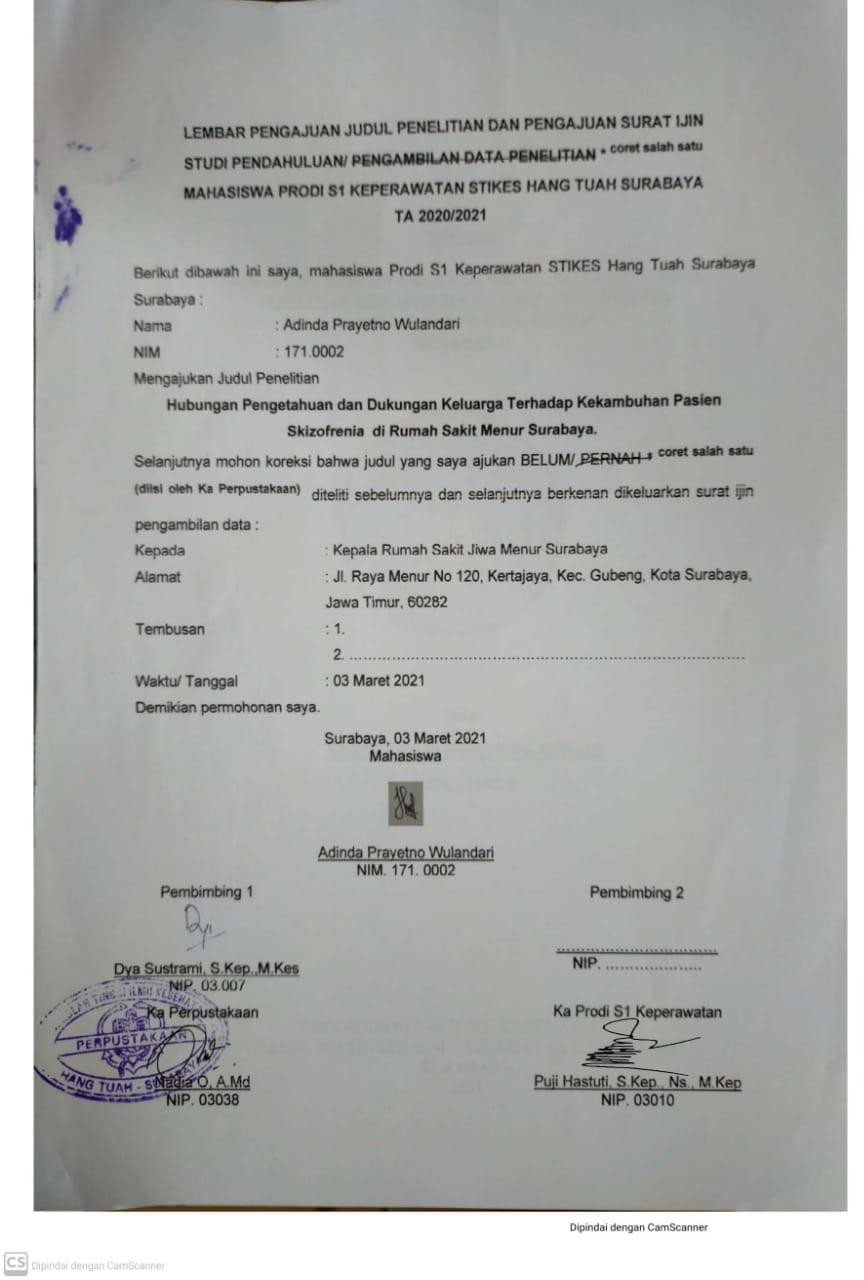 LEMBAR PENGAJUAN JUDUL PENELITIAN DAN PENGAJUAN SURAT IJIN
STUDI PENDAHULUAN/ PENGAMBILAN DATA PENELITIAN * coret salah satu
MAHASISWA PRODI S1 KEPERAWATAN STIKES HANG TUAH SURABAYA
TA 2020/2021
Berikut dibawah ini saya, mahasiswa Prodi S1 Keperawatan STIKES Hang Tuah Surabaya
Surabaya :
Nama : Adinda Prayetno Wulandari
NIM : 171.0002
Mengajukan Judul Penelitian
Hubungan Pengetahuan dan Dukungan Keluarga Terhadap Kekambuhan Pasien
Skizofrenia di Rumah Sakit Menur Surabaya.
Selanjutnya mohon koreksi bahwa judul yang saya ajukan BELUM/ PERNAH * coret salah satu
(diisi oleh Ka Perpustakaan) diteliti sebelumnya dan selanjutnya berkenan dikeluarkan surat ijin
pengambilan data :
Kepada : Kepala Rumah Sakit Jiwa Menur Surabaya
Alamat : Jl. Raya Menur No 120, Kertajaya, Kec. Gubeng, Kota Surabaya,
Jawa Timur, 60282
Tembusan : 1.
2. ................................................................................
Waktu/ Tanggal : 03 Maret 2021
Demikian permohonan saya.
Surabaya, 03 Maret 2021
Mahasiswa
Adinda Prayetno Wulandari
NIM. 171. 0002
Pembimbing 1 Pembimbing 2
Dya Sustrami, S.Kep.,M.Kes ................................
NIP. 03.007 NIP. ....................
Ka Perpustakaan Ka Prodi S1 Keperawatan
PERPUSTAKAAN
HANG TUAH - SURABAYA
Nadia O, A.Md Puji Hastuti, S.Kep., Ns., M.Kep
NIP. 03038 NIP. 03010
Dipindai dengan CamScanner
CS Dipindai dengan CamScanner